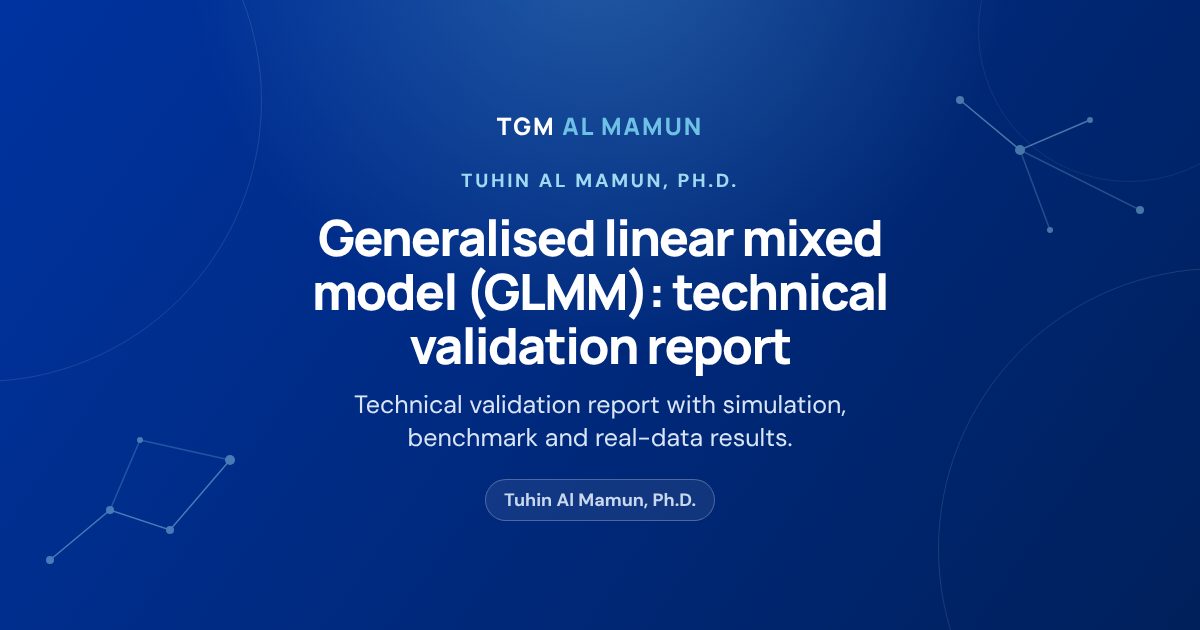 TGM AL MAMUN
TUHIN AL MAMUN, PH.D.
Generalised linear mixed
model (GLMM): technical
validation report
Technical validation report with simulation,
benchmark and real-data results.
Tuhin Al Mamun, Ph.D.